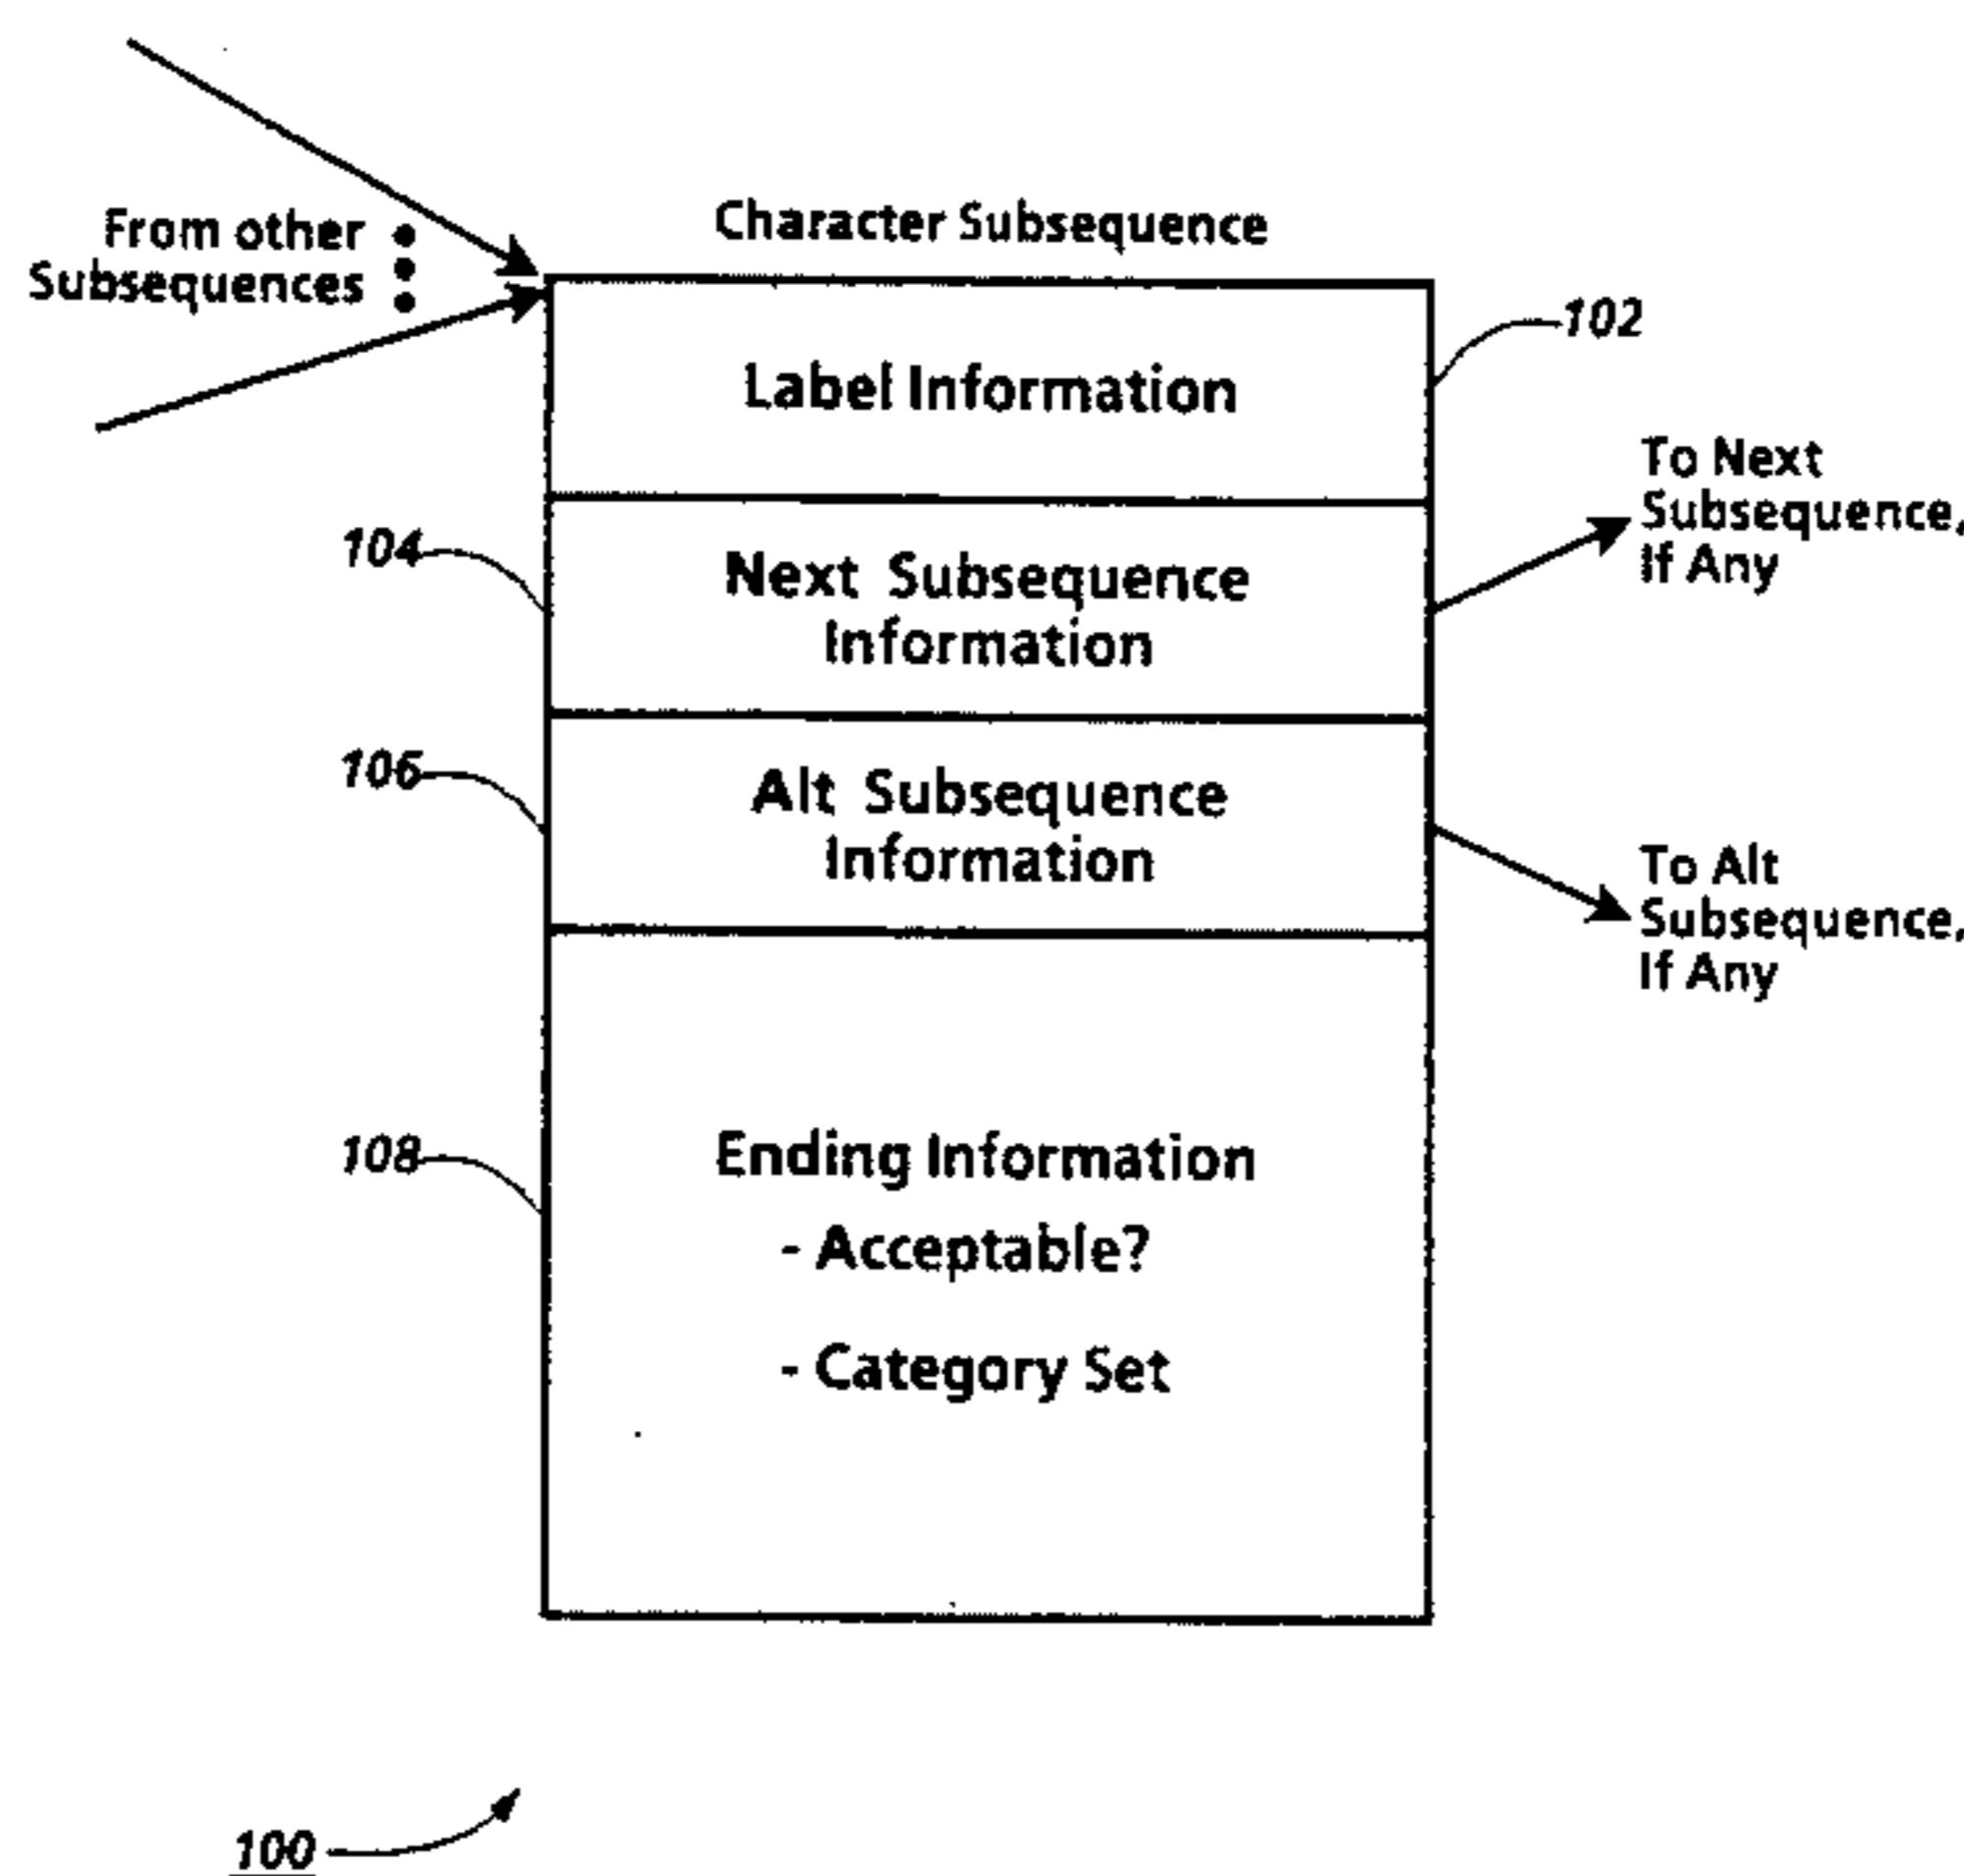 From other
Subsequences
Character Subsequence
102
Label Information
To Next
Subsequence,
If Any
104
Next Subsequence
Information
106
Alt Subsequence
Information
To Alt
Subsequence,
If Any
108
Ending Information
- Acceptable?
- Category Set
100